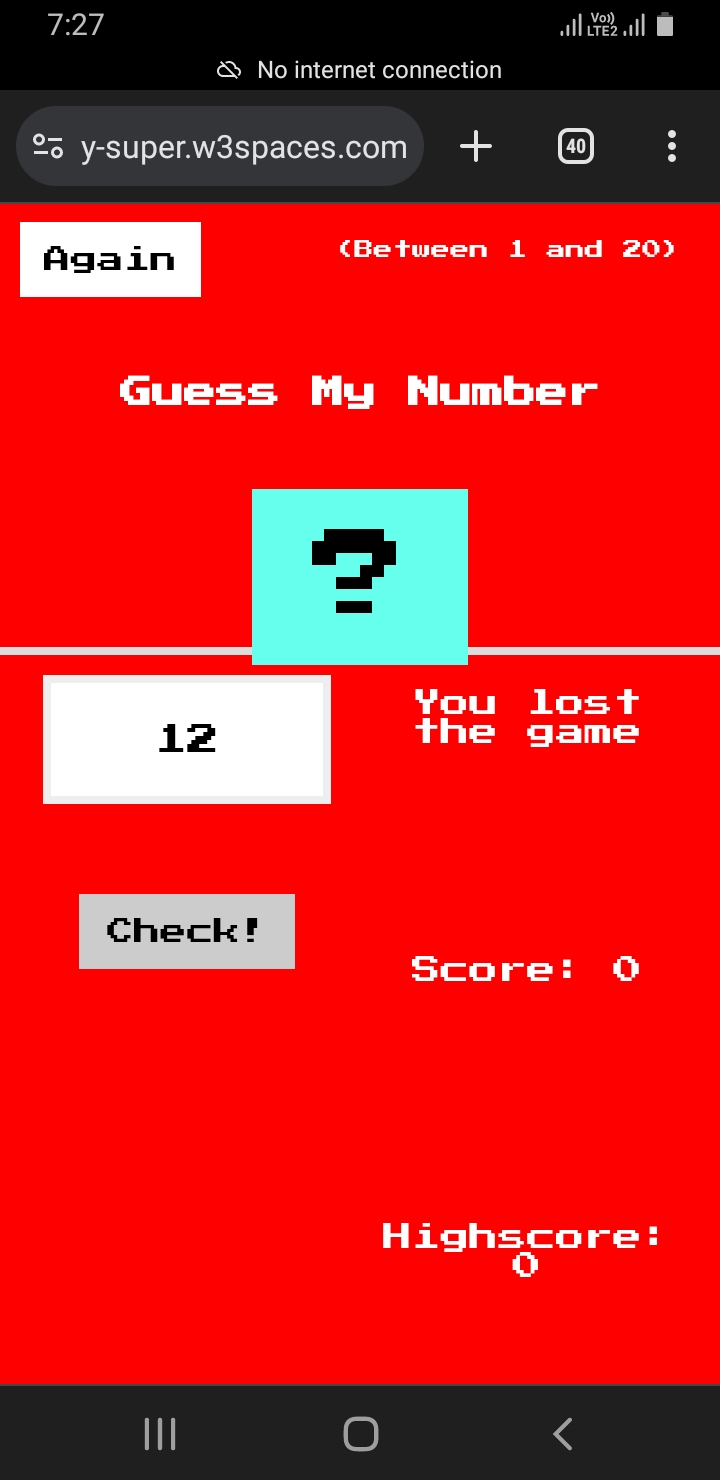 7:27
Vo)) LTE2
No internet connection
y-super.w3spaces.com
40
Again
(Between 1 and 20)
Guess My Number
?
12
You lost
the game
Check!
Score: 0
Highscore:
0